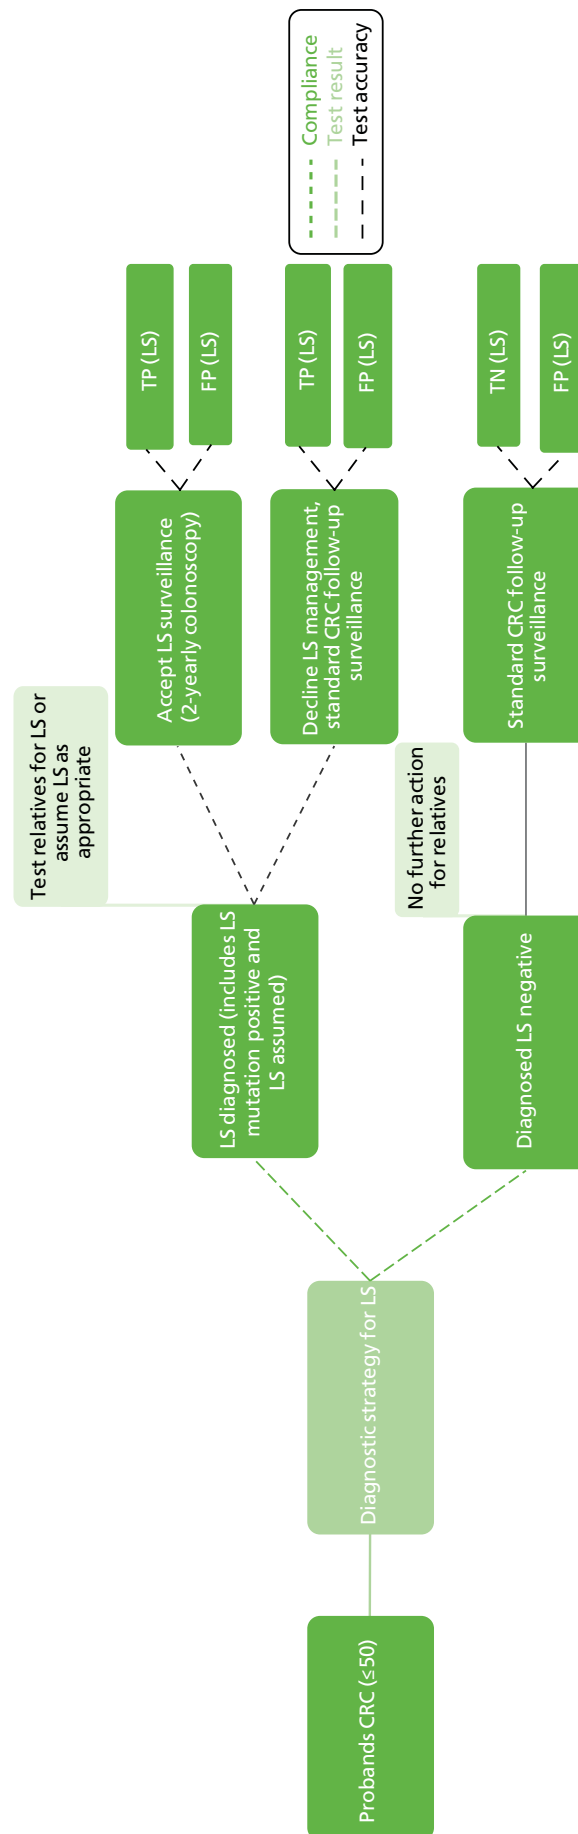 Probands CRC (≤50)
Diagnostic strategy for LS
Test relatives for LS or
assume LS as
appropriate
LS diagnosed (includes LS
mutation positive and
LS assumed)
Accept LS surveillance
(2-yearly colonoscopy)
TP (LS)
FP (LS)
Decline LS management,
standard CRC follow-up
surveillance
TP (LS)
FP (LS)
No further action
for relatives
Diagnosed LS negative
Standard CRC follow-up
surveillance
TN (LS)
FP (LS)
Compliance
Test result
Test accuracy